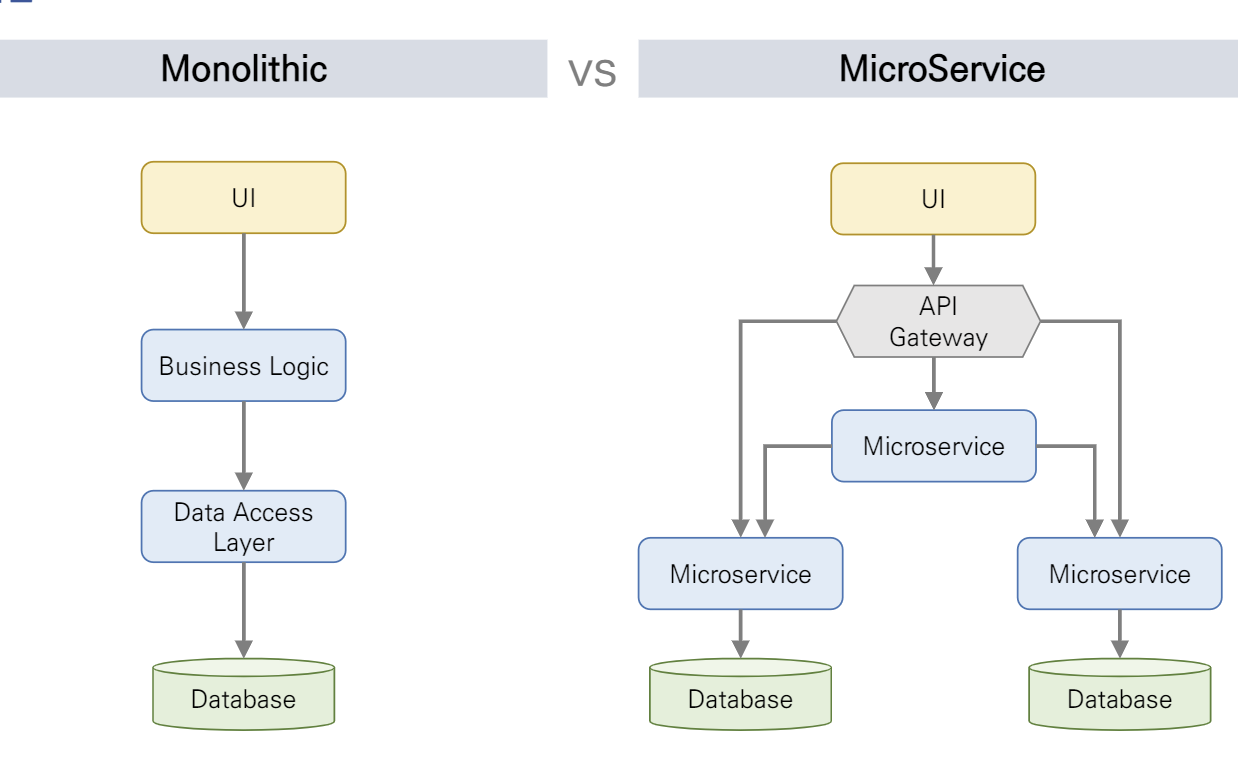 Monolithic
VS
MicroService
UI
Business Logic
Data Access
Layer
Database
UI
API
Gateway
Microservice
Microservice
Microservice
Database
Database